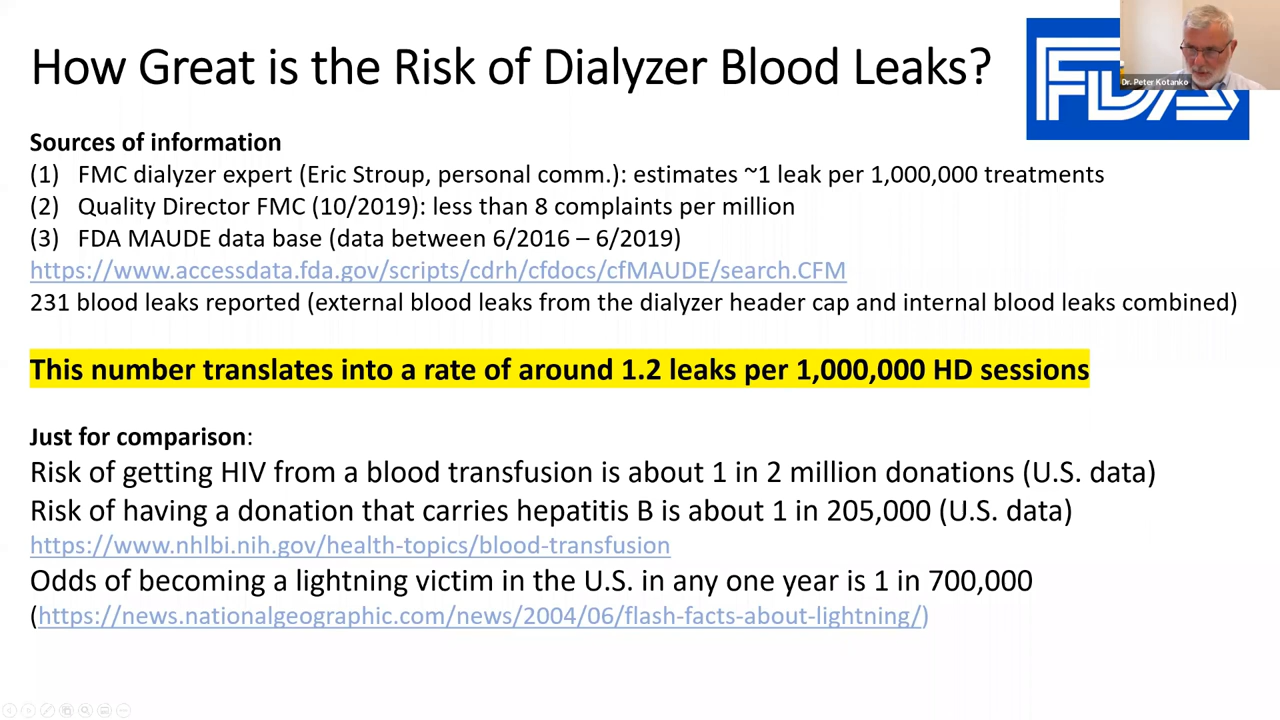 How Great is the Risk of Dialyzer Blood Leaks?
FDA
Dr. Peter Kotanko
Sources of information
(1) FMC dialyzer expert (Eric Stroup, personal comm.): estimates ~1 leak per 1,000,000 treatments
(2) Quality Director FMC (10/2019): less than 8 complaints per million
(3) FDA MAUDE data base (data between 6/2016 – 6/2019)
https://www.accessdata.fda.gov/scripts/cdrh/cfdocs/cfMAUDE/search.CFM
231 blood leaks reported (external blood leaks from the dialyzer header cap and internal blood leaks combined)
This number translates into a rate of around 1.2 leaks per 1,000,000 HD sessions
Just for comparison:
Risk of getting HIV from a blood transfusion is about 1 in 2 million donations (U.S. data)
Risk of having a donation that carries hepatitis B is about 1 in 205,000 (U.S. data)
https://www.nhlbi.nih.gov/health-topics/blood-transfusion
Odds of becoming a lightning victim in the U.S. in any one year is 1 in 700,000
(https://news.nationalgeographic.com/news/2004/06/flash-facts-about-lightning/)